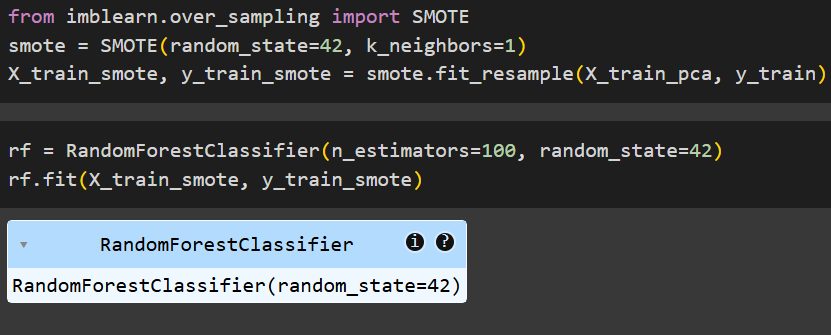 from imblearn.over_sampling import SMOTE
smote = SMOTE(random_state=42, k_neighbors=1)
X_train_smote, y_train_smote = smote.fit_resample(X_train_pca, y_train)
rf = RandomForestClassifier(n_estimators=100, random_state=42)
rf.fit(X_train_smote, y_train_smote)
▾ RandomForestClassifier i ?
RandomForestClassifier(random_state=42)